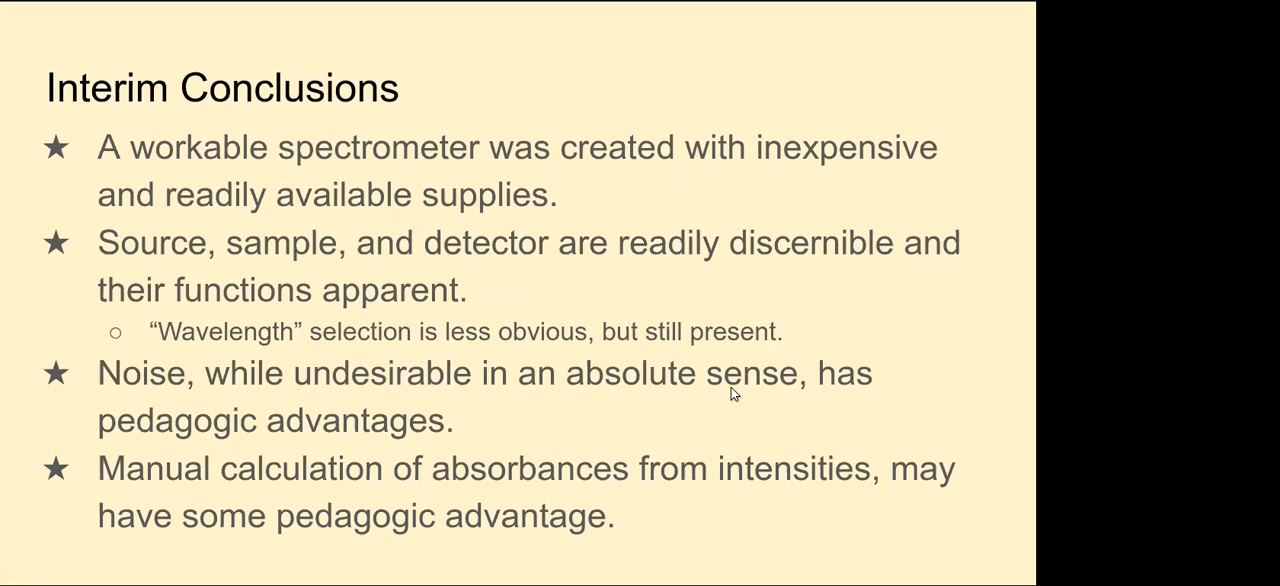 Interim Conclusions
★ A workable spectrometer was created with inexpensive
and readily available supplies.
★ Source, sample, and detector are readily discernible and
their functions apparent.
○ “Wavelength” selection is less obvious, but still present.
★ Noise, while undesirable in an absolute sense, has
pedagogic advantages.
★ Manual calculation of absorbances from intensities, may
have some pedagogic advantage.